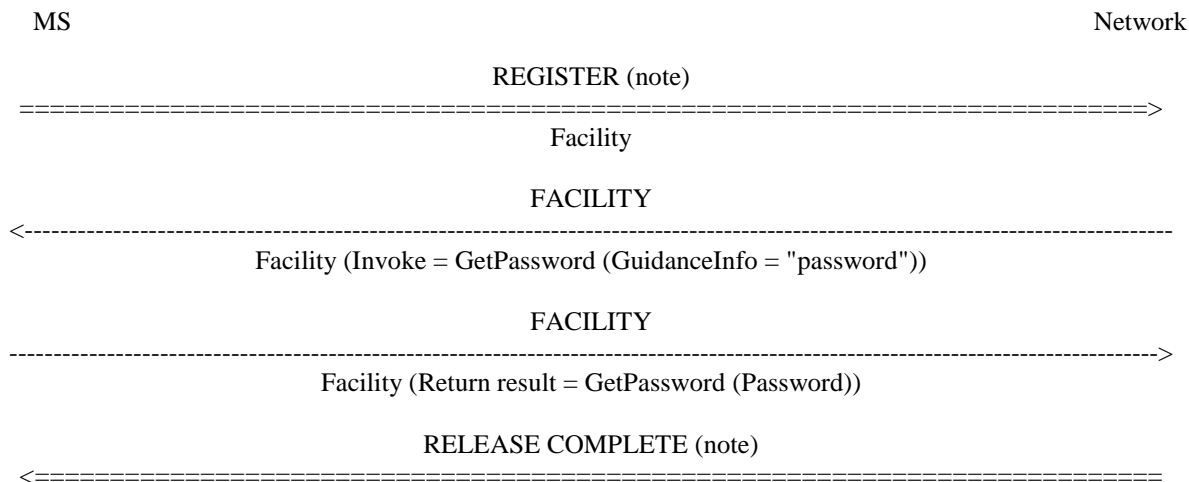 MS Network
REGISTER (note)
============================================================================>
Facility
FACILITY
<--------------------------------------------------------------------------------------------------------------------------------
Facility (Invoke = GetPassword (GuidanceInfo = "password"))
FACILITY
-------------------------------------------------------------------------------------------------------------------------------->
Facility (Return result = GetPassword (Password))
RELEASE COMPLETE (note)
<============================================================================